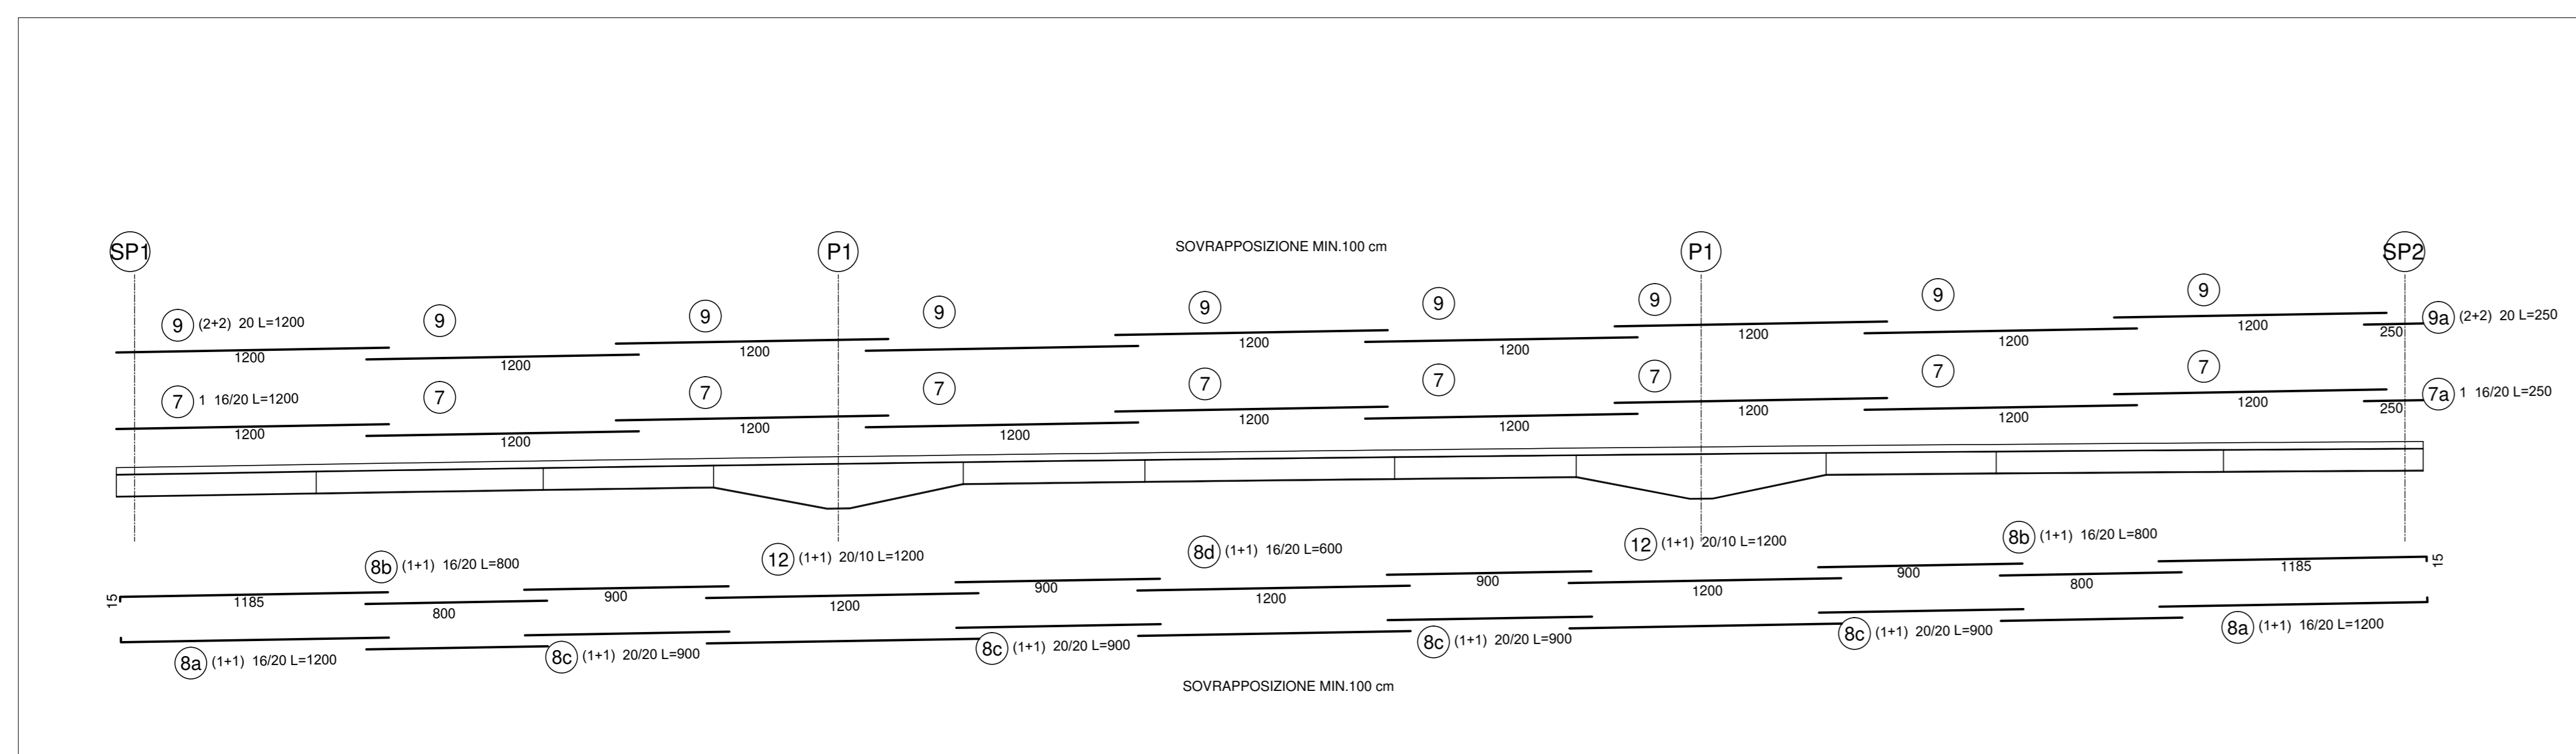 SP1
P1
SOVRAPPOSIZIONE MIN.100 cm
P1
SP2
9 (2+2) 20 L=1200
9
9
9
9
9
9
9
9
9a (2+2) 20 L=250
1200
1200
1200
1200
1200
1200
1200
1200
250
7 1 16/20 L=1200
7
7
7
7
7
7
7
7
7a 1 16/20 L=250
1200
1200
1200
1200
1200
1200
1200
1200
1200
250
8b (1+1) 16/20 L=800
12 (1+1) 20/10 L=1200
8d (1+1) 16/20 L=600
12 (1+1) 20/10 L=1200
8b (1+1) 16/20 L=800
15
1185
800
900
1200
900
1200
900
1200
900
800
1185
15
8a (1+1) 16/20 L=1200
8c (1+1) 20/20 L=900
8c (1+1) 20/20 L=900
8c (1+1) 20/20 L=900
8c (1+1) 20/20 L=900
8a (1+1) 16/20 L=1200
SOVRAPPOSIZIONE MIN.100 cm